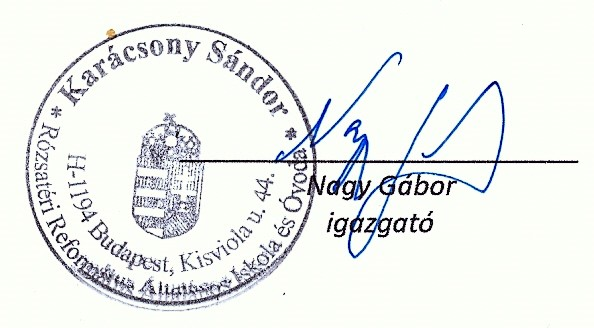 * Karácsony Sándor *
Rózsatéri Református Általános Iskola és Óvoda
H-1194 Budapest, Kisviola u. 44.
Nagy Gábor
igazgató